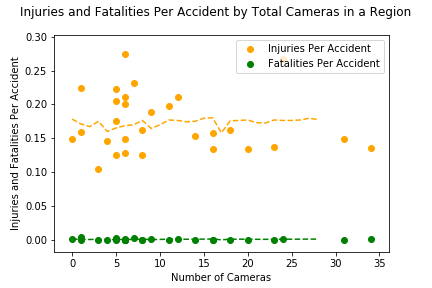 Injuries and Fatalities Per Accident by Total Cameras in a Region
Injuries Per Accident
Fatalities Per Accident
Injuries and Fatalities Per Accident
0.30
0.25
0.20
0.15
0.10
0.05
0.00
0 5 10 15 20 25 30 35
Number of Cameras